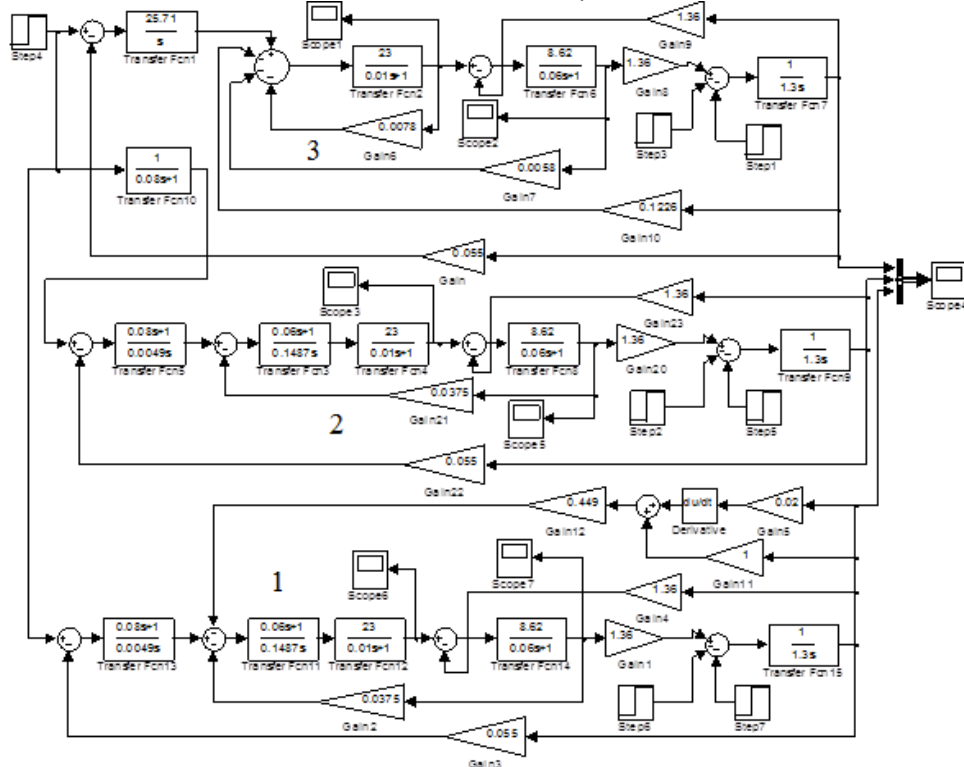 Step4
25.71
s
Transfer Fcn1
Scope1
23
0.01s+1
Transfer Fcn2
1.36
Gain9
8.62
0.06s+1
Transfer Fcn6
1.36
Gain8
1
1.3s
Transfer Fcn7
0.0078
Gain6
Scope2
Step3
Step1
3
0.0058
Gain7
1
0.08s+1
Transfer Fcn10
0.1226
Gain10
0.055
Gain
Scope4
Scope3
1.36
Gain23
0.08s+1
0.0049s
Transfer Fcn5
0.06s+1
0.1487s
Transfer Fcn3
23
0.01s+1
Transfer Fcn4
8.62
0.06s+1
Transfer Fcn8
1.36
Gain20
1
1.3s
Transfer Fcn9
0.0375
Gain21
2
Scope5
Step2
Step5
0.055
Gain22
0.449
Gain12
du/dt
Derivative
0.02
Gain5
1
Gain11
1
Scope6
Scope7
1.36
Gain4
0.08s+1
0.0049s
Transfer Fcn13
0.06s+1
0.1487s
Transfer Fcn11
23
0.01s+1
Transfer Fcn12
8.62
0.06s+1
Transfer Fcn14
1.36
Gain1
1
1.3s
Transfer Fcn15
0.0375
Gain2
Step6
Step7
0.055
Gain3